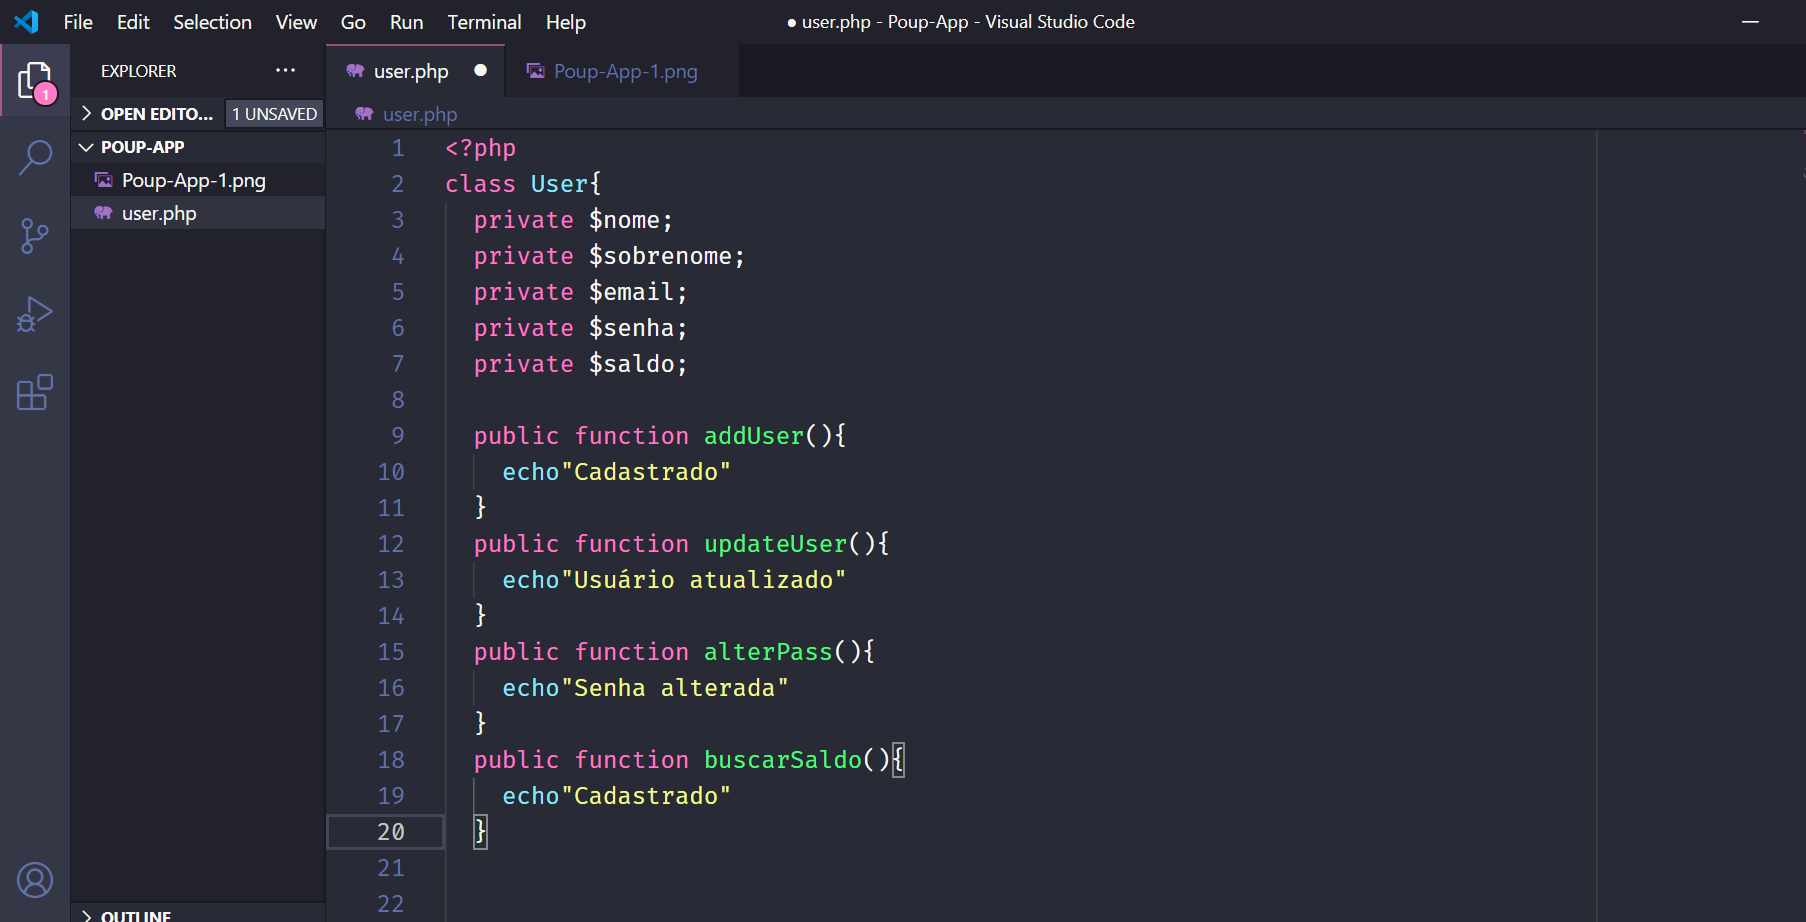 File Edit Selection View Go Run Terminal Help ● user.php - Poup-App - Visual Studio Code
EXPLORER ···
1
OPEN EDITO... 1 UNSAVED
POUP-APP
Poup-App-1.png
user.php
OUTLINE
user.php ● Poup-App-1.png
user.php
1 <?php
2 class User{
3 private $nome;
4 private $sobrenome;
5 private $email;
6 private $senha;
7 private $saldo;
8
9 public function addUser(){
10 echo"Cadastrado"
11 }
12 public function updateUser(){
13 echo"Usuário atualizado"
14 }
15 public function alterPass(){
16 echo"Senha alterada"
17 }
18 public function buscarSaldo(){
19 echo"Cadastrado"
20 }
21
22